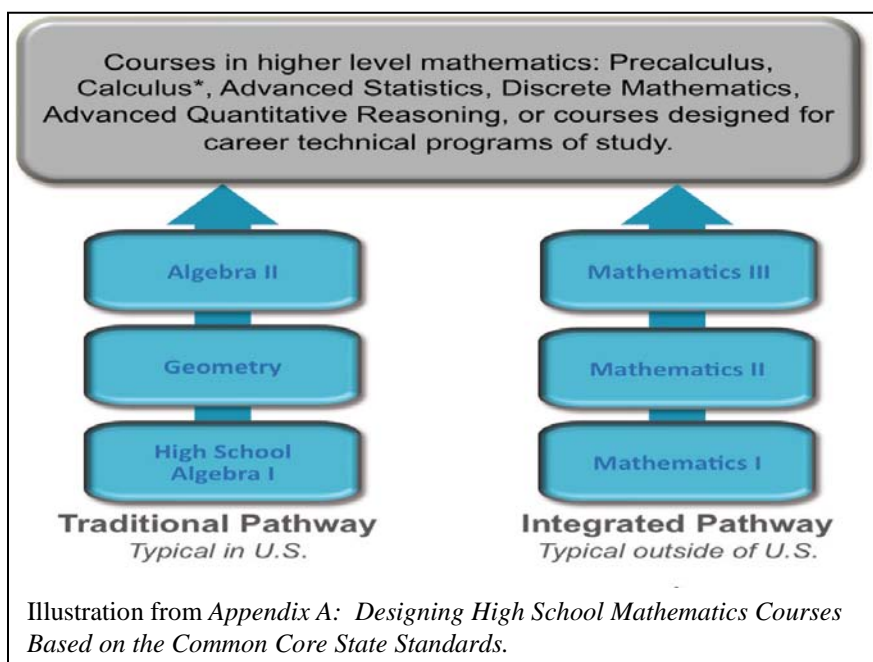 Courses in higher level mathematics: Precalculus,
Calculus*, Advanced Statistics, Discrete Mathematics,
Advanced Quantitative Reasoning, or courses designed for
career technical programs of study.
Algebra II
Geometry
High School
Algebra I
Traditional Pathway
Typical in U.S.
Mathematics III
Mathematics II
Mathematics I
Integrated Pathway
Typical outside of U.S.
Illustration from Appendix A: Designing High School Mathematics Courses
Based on the Common Core State Standards.